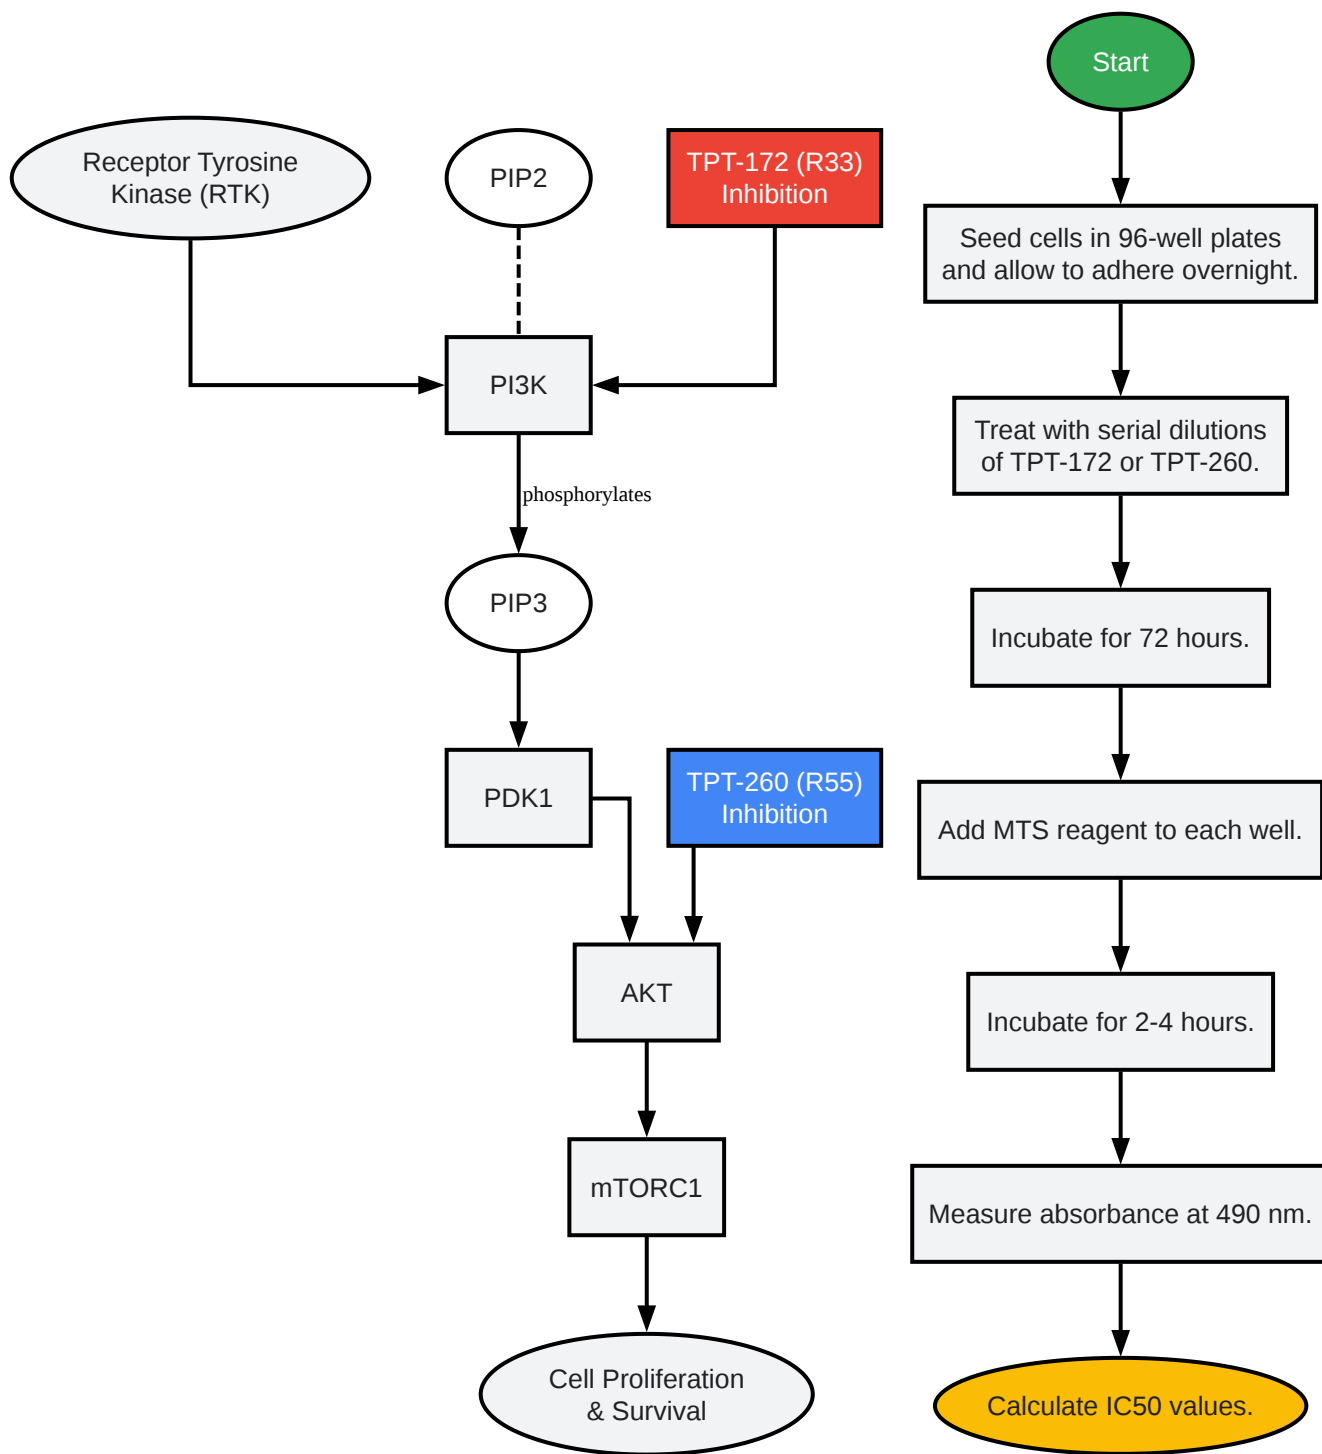 Receptor Tyrosine
Kinase (RTK)
PIP2
TPT-172 (R33)
Inhibition
PI3K
phosphorylates
PIP3
PDK1
TPT-260 (R55)
Inhibition
AKT
mTORC1
Cell Proliferation
& Survival
Start
Seed cells in 96-well plates
and allow to adhere overnight.
Treat with serial dilutions
of TPT-172 or TPT-260.
Incubate for 72 hours.
Add MTS reagent to each well.
Incubate for 2-4 hours.
Measure absorbance at 490 nm.
Calculate IC50 values.